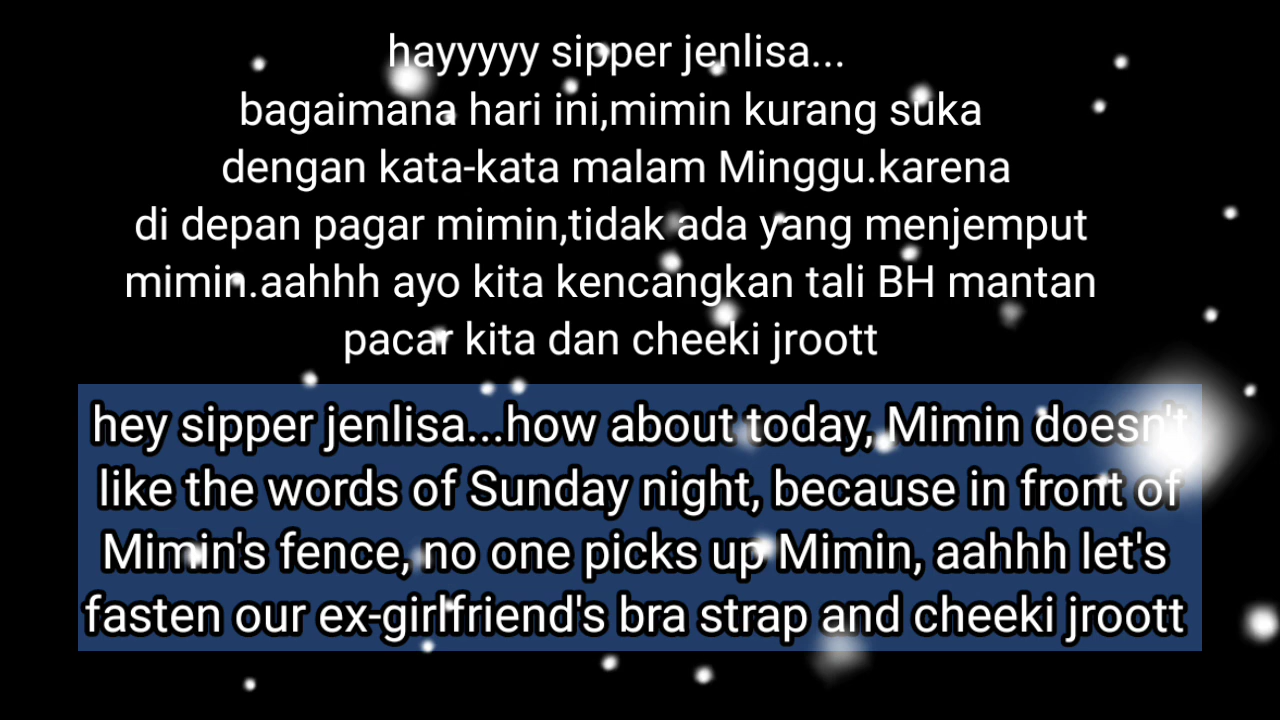 hayyyyy sipper jenlisa...
bagaimana hari ini,mimin kurang suka
dengan kata-kata malam Minggu.karena
di depan pagar mimin,tidak ada yang menjemput
mimin.aahhh ayo kita kencangkan tali BH mantan
pacar kita dan cheeki jroott
hey sipper jenlisa...how about today, Mimin doesn't
like the words of Sunday night, because in front of
Mimin's fence, no one picks up Mimin, aahhh let's
fasten our ex-girlfriend's bra strap and cheeki jroott